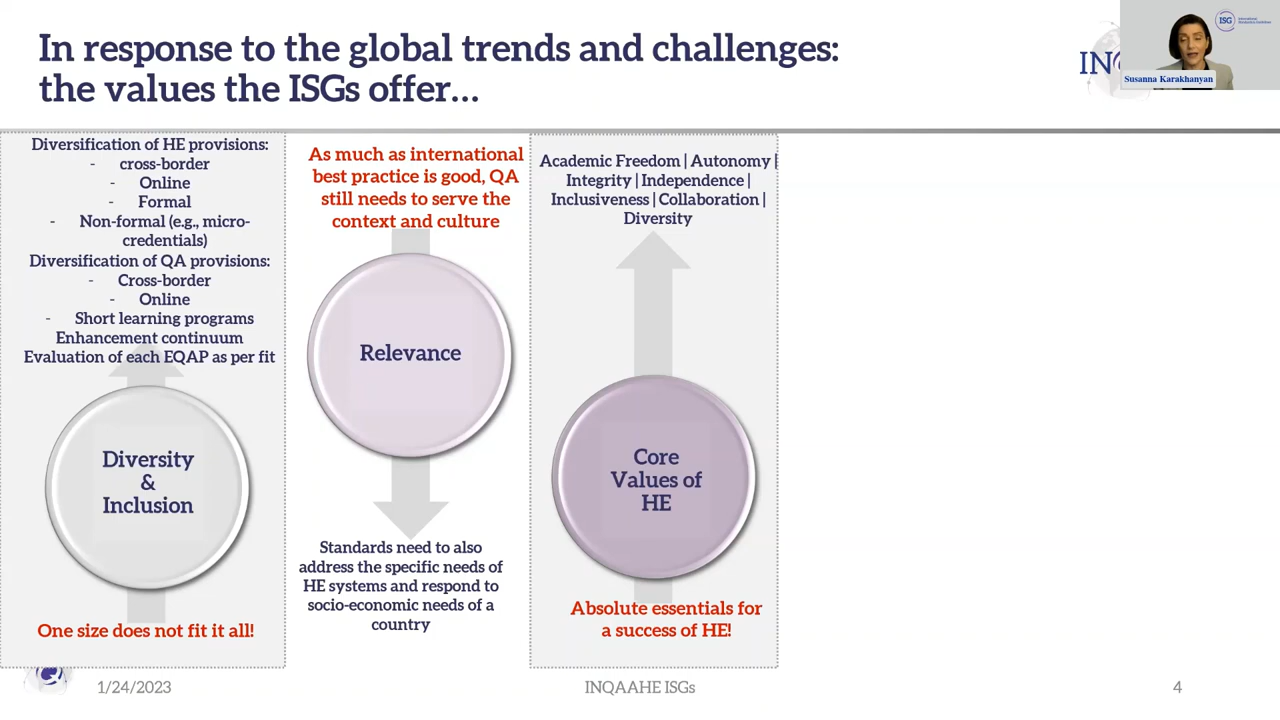 In response to the global trends and challenges:
the values the ISGs offer...
ISG
Susanna Karakhanyan
Diversification of HE provisions:
- cross-border
- Online
- Formal
- Non-formal (e.g., micro-
credentials)
Diversification of QA provisions:
- Cross-border
- Online
- Short learning programs
Enhancement continuum
Evaluation of each EQAP as per fit
Diversity
&
Inclusion
One size does not fit it all!
As much as international
best practice is good, QA
still needs to serve the
context and culture
Relevance
Standards need to also
address the specific needs of
HE systems and respond to
socio-economic needs of a
country
Academic Freedom | Autonomy |
Integrity | Independence |
Inclusiveness | Collaboration |
Diversity
Core
Values of
HE
Absolute essentials for
a success of HE!
1/24/2023
INQAAHE ISGs
4